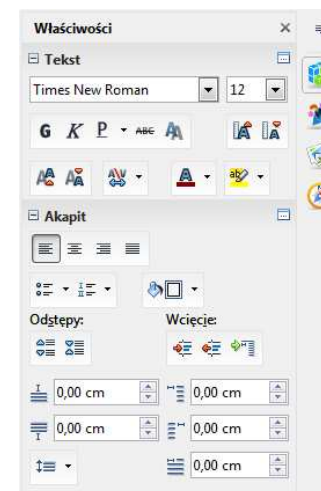 Właściwości
Tekst
Times New Roman 12
G K P ABC A
Akapit
Odstępy: Wcięcie:
0,00 cm 0,00 cm
0,00 cm 0,00 cm
0,00 cm